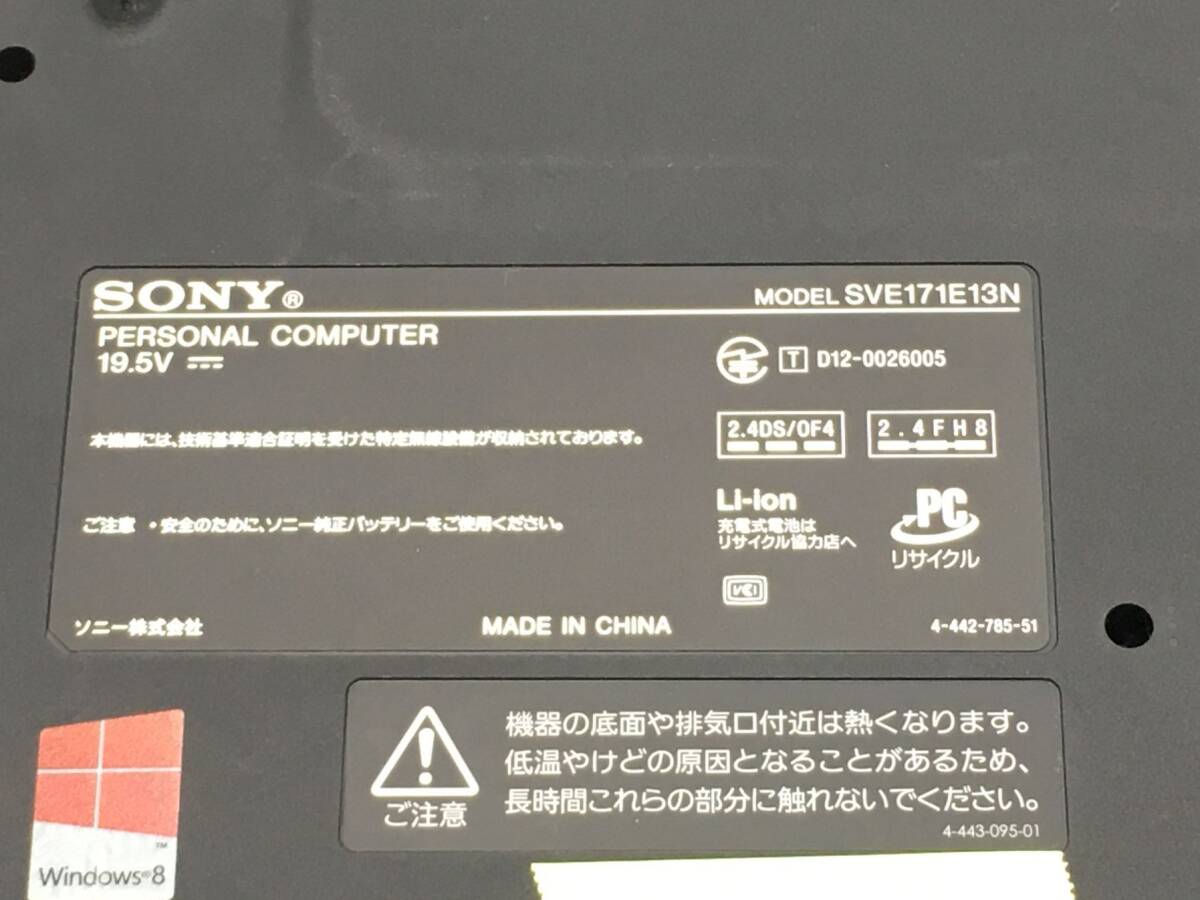 SONY®
MODEL SVE171E13N
PERSONAL COMPUTER
19.5V
T D12-0026005
本機器には、技術基準適合証明を受けた特定無線設備が収納されております。
2.4DS/OF4
2.4FH8
ご注意 ・安全のために、ソニー純正バッテリーをご使用ください。
Li-ion
充電式電池は
リサイクル協力店へ
PC
リサイクル
VCI
ソニー株式会社
MADE IN CHINA
4-442-785-51
機器の底面や排気口付近は熱くなります。
低温やけどの原因となることがあるため、
長時間これらの部分に触れないでください。
ご注意
4-443-095-01
Windows®8
™